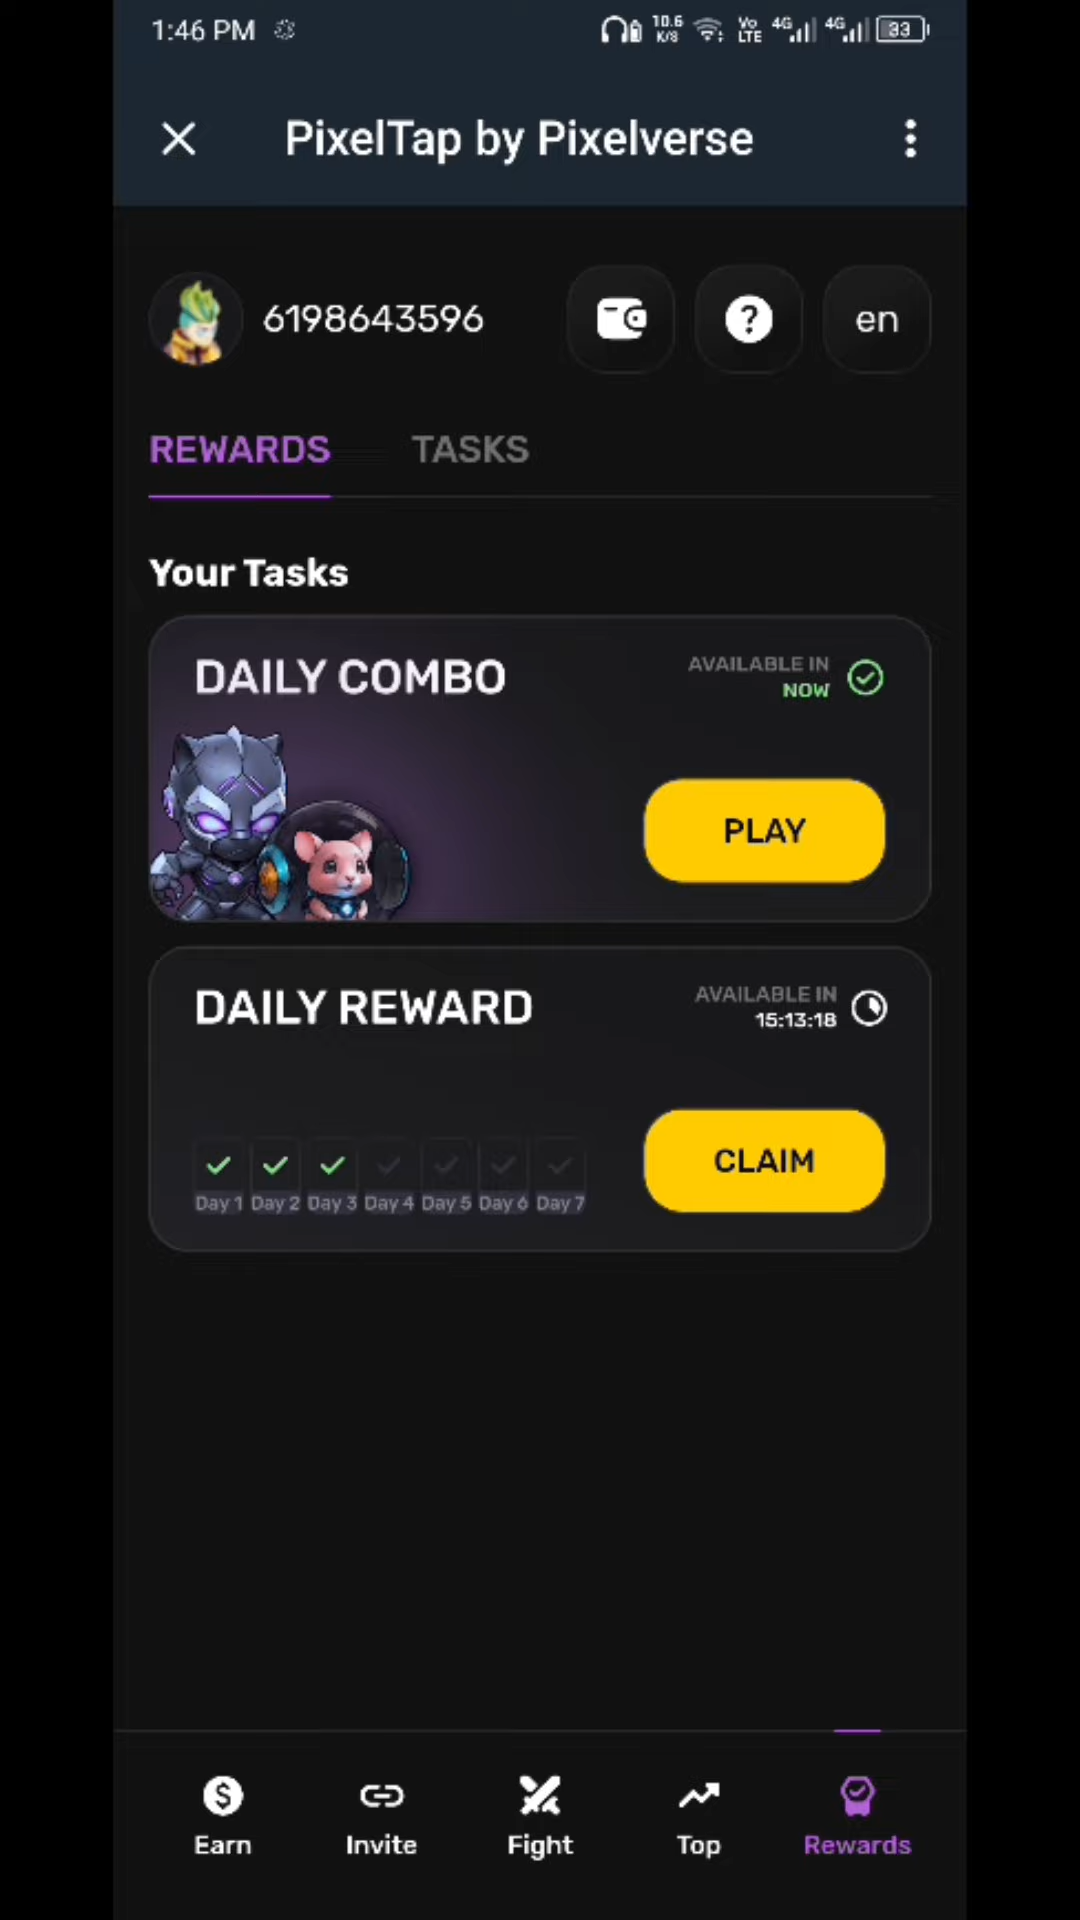 1:46 PM
10.6 K/S
Vo LTE
4G
4G
33
PixelTap by Pixelverse
6198643596
?
en
REWARDS
TASKS
Your Tasks
DAILY COMBO
AVAILABLE IN
NOW
PLAY
DAILY REWARD
AVAILABLE IN
15:13:18
CLAIM
Day 1 Day 2 Day 3 Day 4 Day 5 Day 6 Day 7
$
Earn
Invite
Fight
Top
Rewards